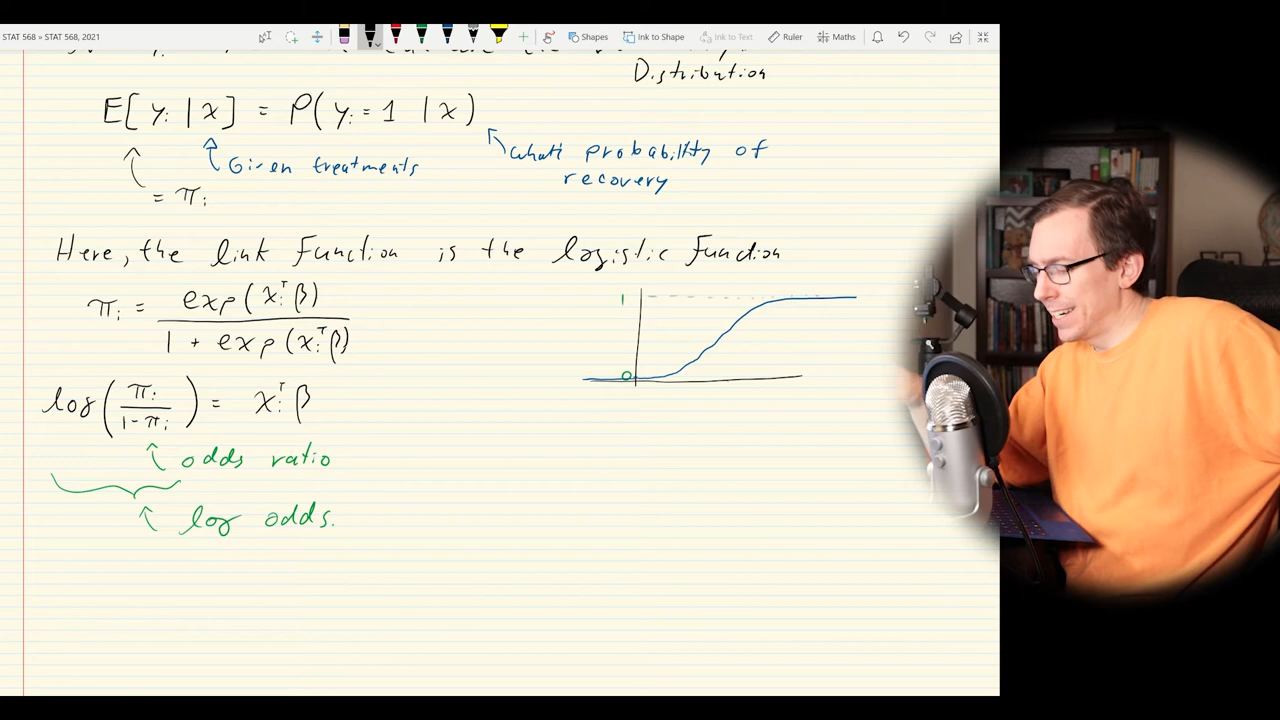 STAT 568 » STAT 568, 2021
Shapes
Ink to Shape
Ink to Text
Ruler
Maths
Distribution
E[ yᵢ | x ] = P( yᵢ = 1 | x )
Given treatments
what probability of
recovery
= πᵢ
Here, the link function is the logistic function
πᵢ = exp(xᵢᵀβ) / 1 + exp(xᵢᵀβ)
1
0
log( πᵢ / 1-πᵢ ) = xᵢᵀ β
odds ratio
log odds.